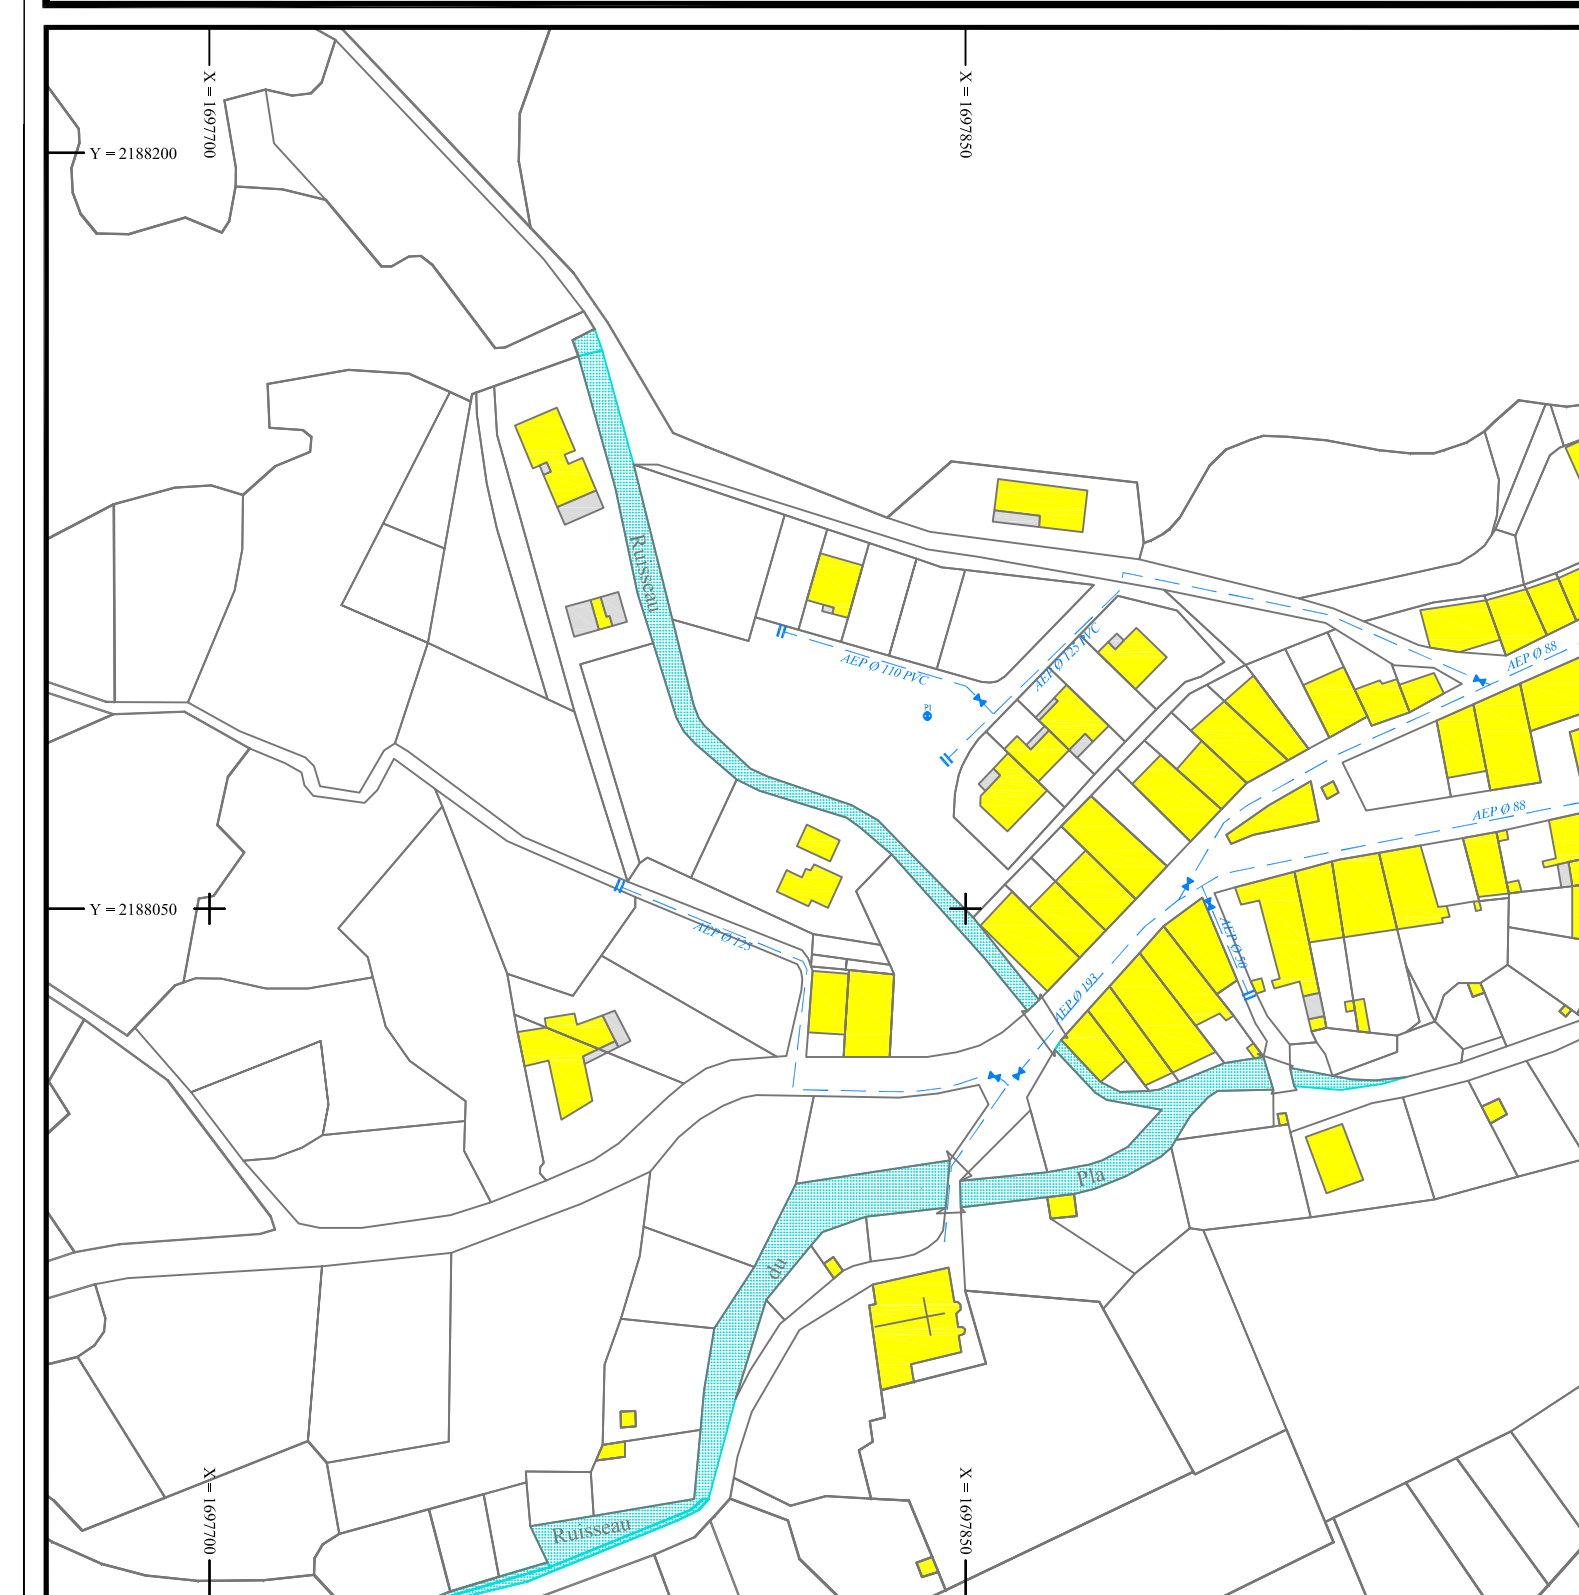 X = 1697700
X = 1697850
Y = 2188200
Ruisseau
AEP Ø 110 PVC
AEP Ø 125 PVC
AEP Ø 88
PI
AEP Ø 88
Y = 2188050
AEP Ø 125
AEP Ø 50
AEP Ø 193
Pla
du
Ruisseau
X = 1697700
X = 1697850